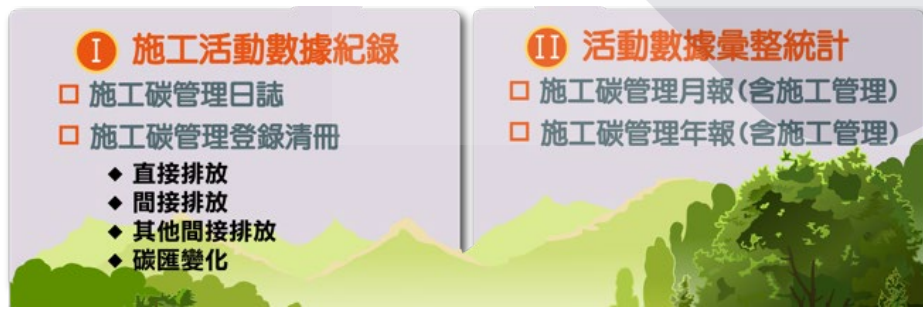 I 施工活動數據紀錄
□ 施工碳管理日誌
□ 施工碳管理登錄清冊
◆ 直接排放
◆ 間接排放
◆ 其他間接排放
◆ 碳匯變化
II 活動數據彙整統計
□ 施工碳管理月報(含施工管理)
□ 施工碳管理年報(含施工管理)